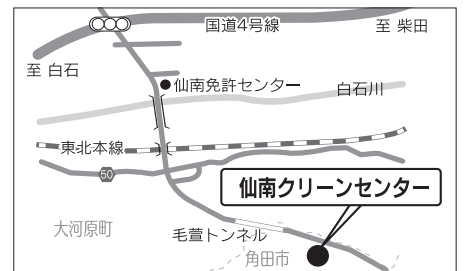 国道4号線
至 柴田
至 白石
仙南免許センター
白石川
東北本線
50
仙南クリーンセンター
大河原町
毛萱トンネル
角田市